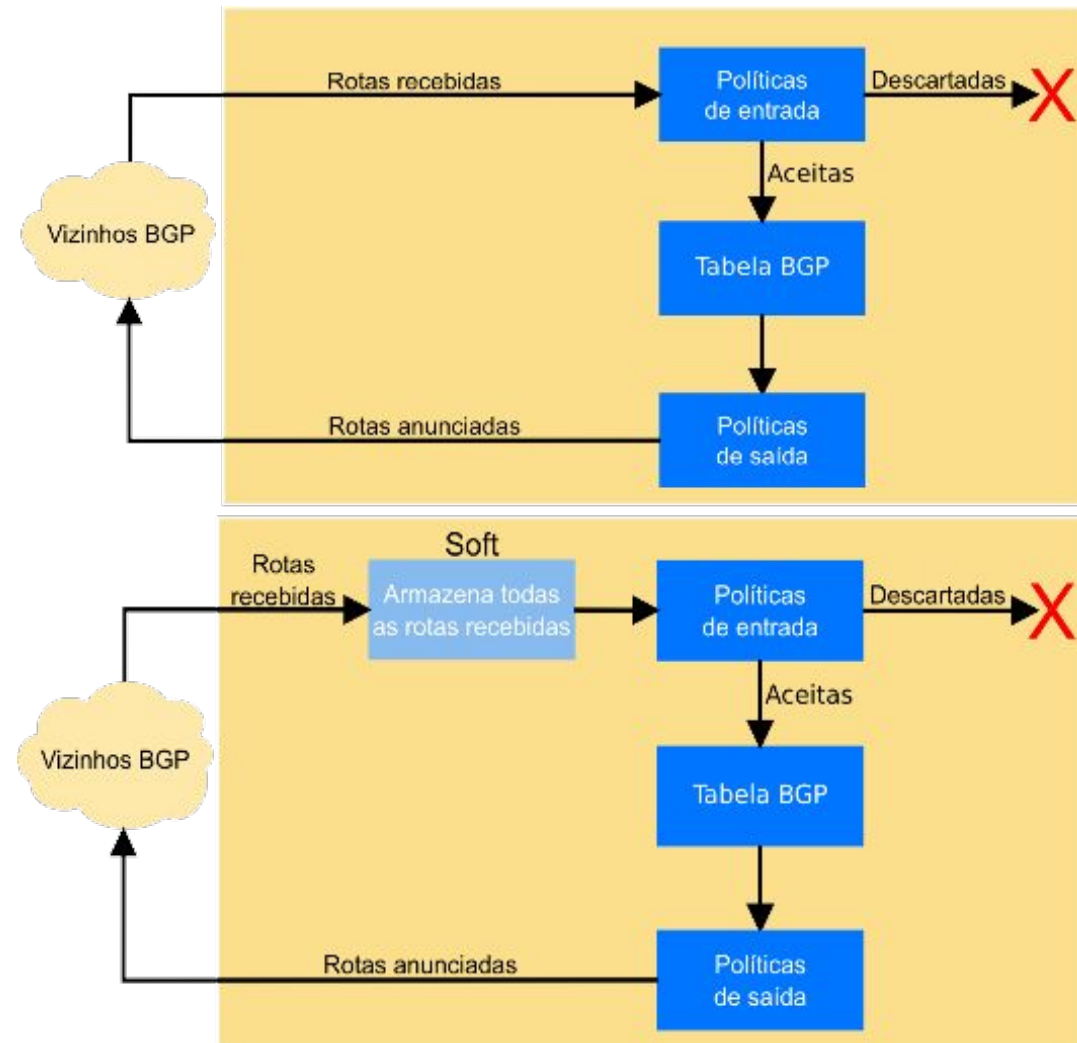 Rotas recebidas
Políticas
de entrada
Descartadas
X
Aceitas
Vizinhos BGP
Tabela BGP
Rotas anunciadas
Políticas
de saída
Soft
Rotas
recebidas
Armazena todas
as rotas recebidas
Políticas
de entrada
Descartadas
X
Aceitas
Vizinhos BGP
Tabela BGP
Rotas anunciadas
Políticas
de saída